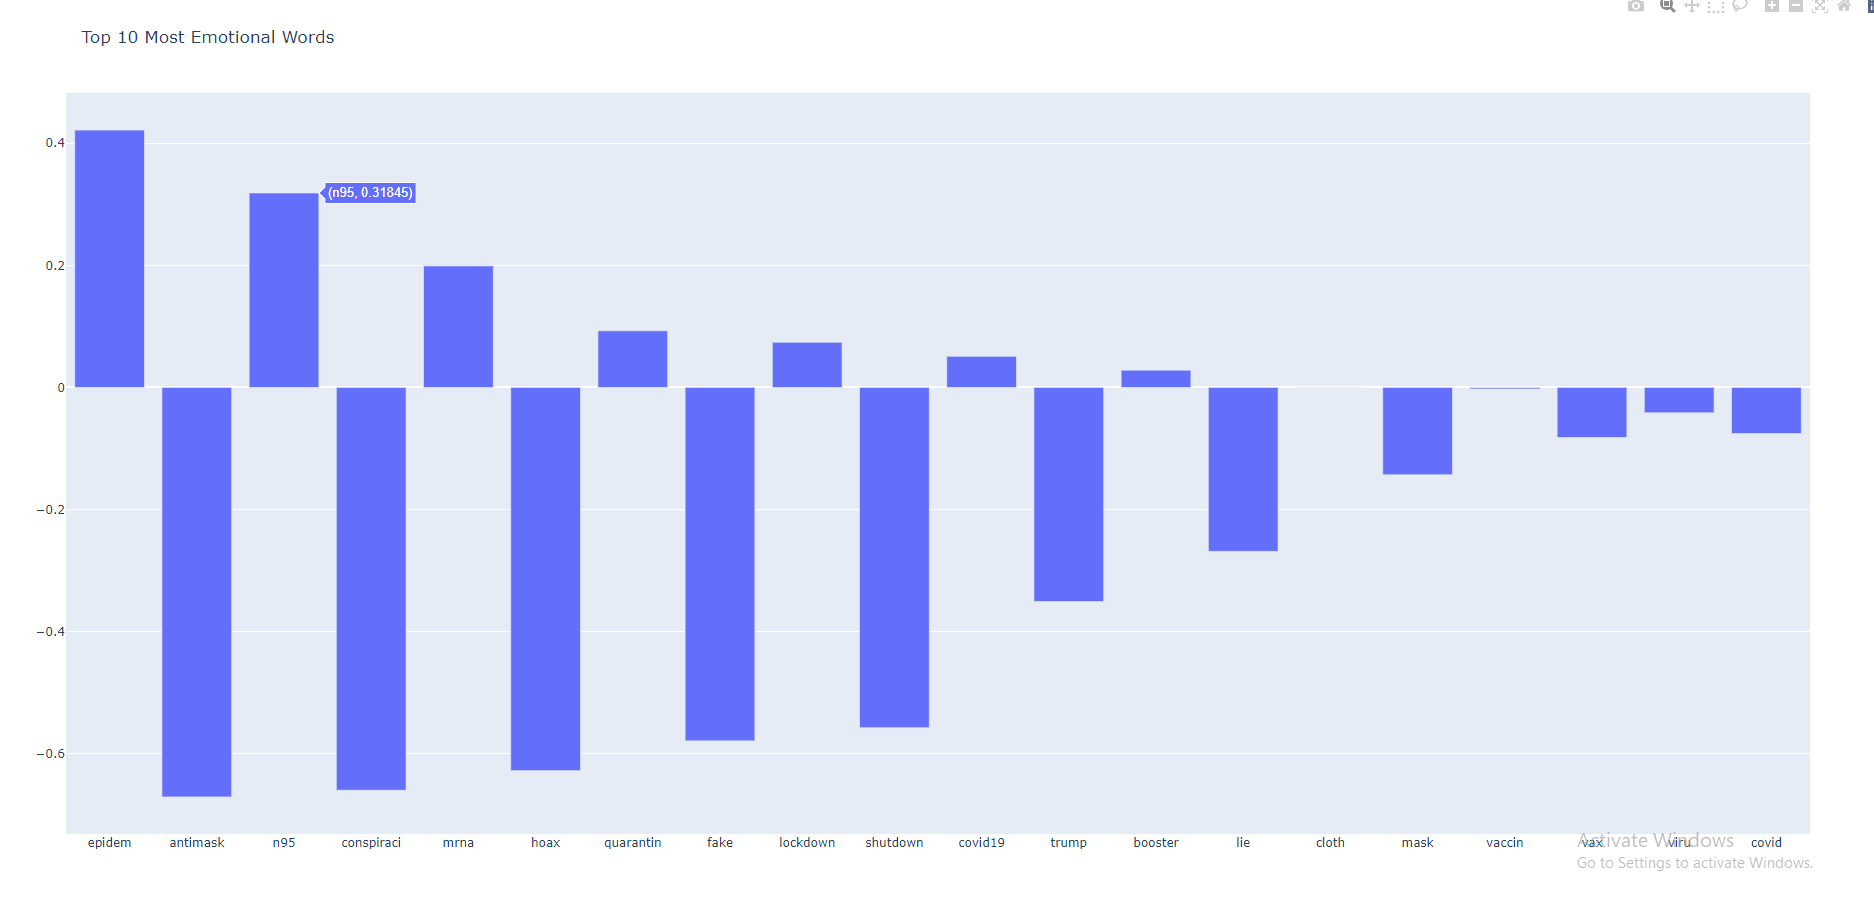 Top 10 Most Emotional Words
0.4
(n95, 0.31845)
0.2
0
−0.2
−0.4
−0.6
epidem antimask n95 conspiraci mrna hoax quarantin fake lockdown shutdown covid19 trump booster lie cloth mask vaccin vax viru covid
Activate Windows
Go to Settings to activate Windows.